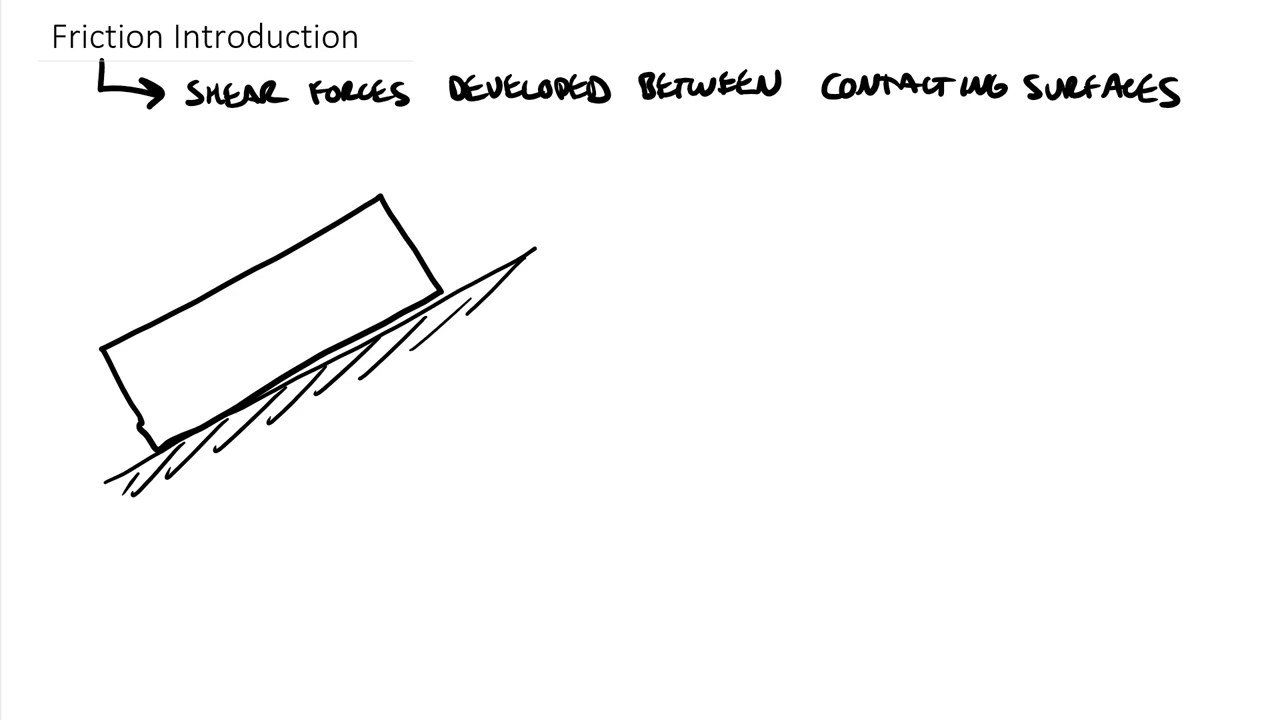 Friction Introduction
SHEAR FORCES DEVELOPED BETWEEN CONTACTING SURFACES